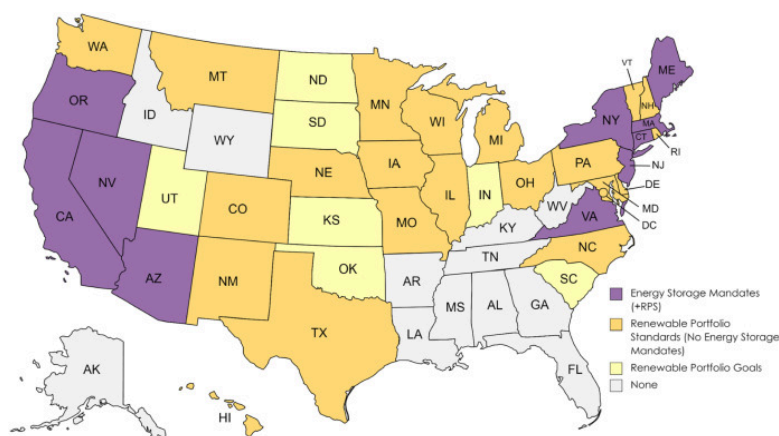 WA
OR
CA
NV
ID
MT
WY
UT
AZ
CO
NM
ND
SD
NE
KS
OK
TX
MN
IA
MO
AR
LA
WI
IL
MI
IN
OH
KY
TN
MS
AL
GA
FL
SC
NC
VA
WV
PA
NY
VT
NH
ME
MA
CT
RI
NJ
DE
MD
DC
AK
HI
Energy Storage Mandates
(+RPS)
Renewable Portfolio
Standards (No Energy Storage
Mandates)
Renewable Portfolio Goals
None